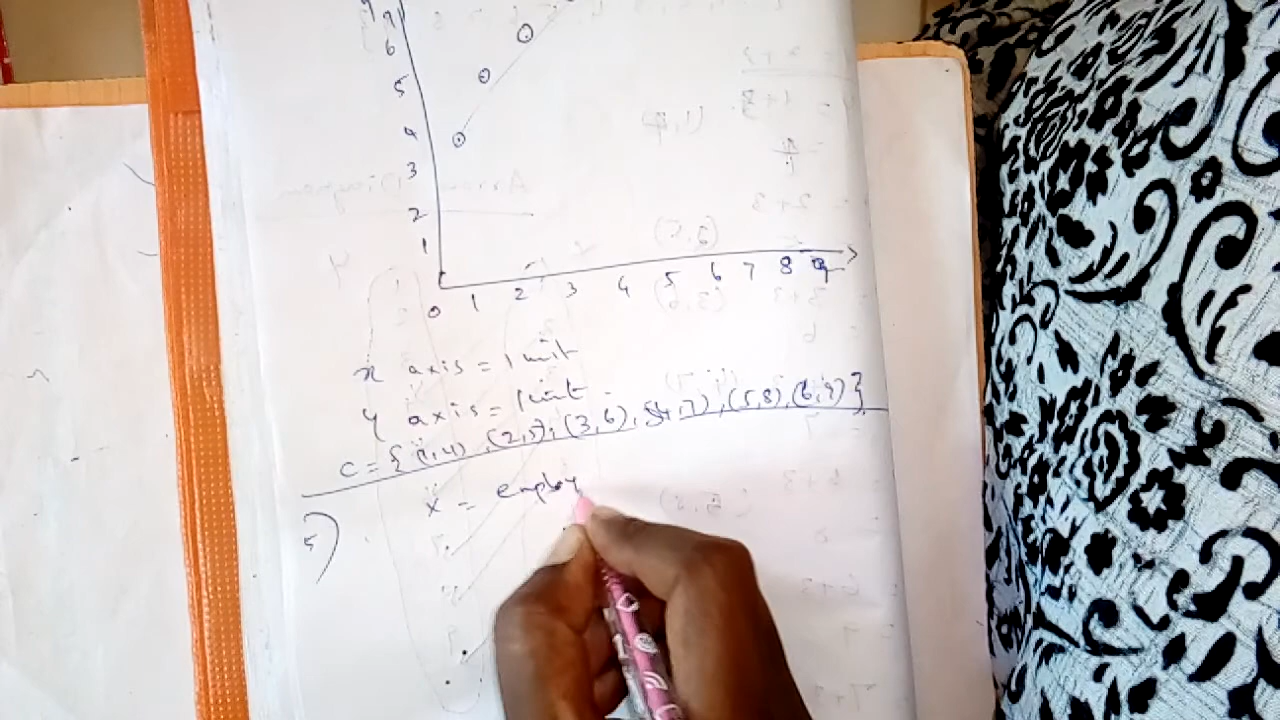 7
6
5
4
3
2
1
0 1 2 3 4 5 6 7 8 9
x axis = 1 unit
y axis = 1 unit
C = { (1,4), (2,5), (3,6), (4,7), (5,8), (6,9) }
5) x = employ